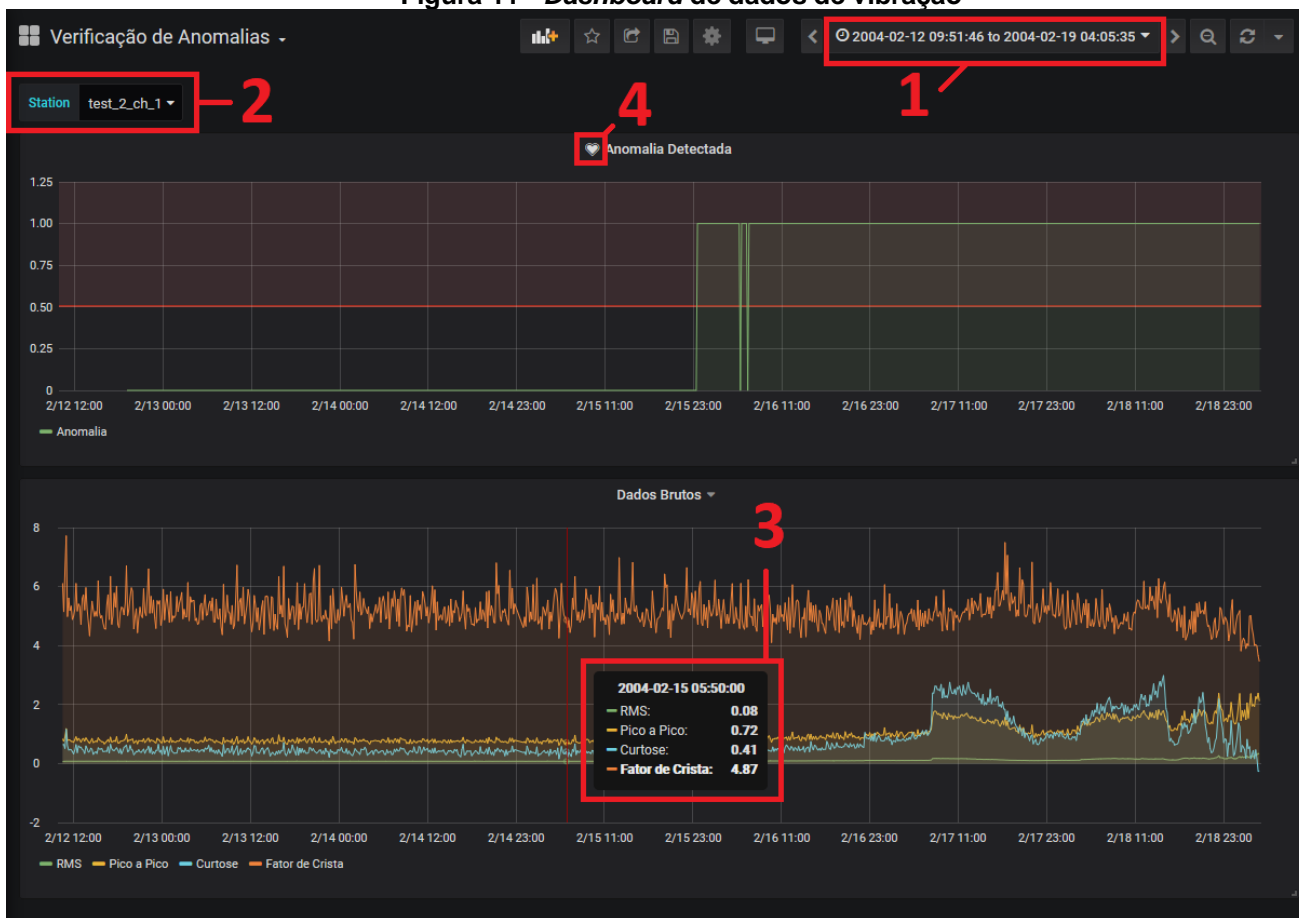 Figura 11 - Dashboard de dados de vibração
Verificação de Anomalias
2004-02-12 09:51:46 to 2004-02-19 04:05:35
1
Station test_2_ch_1
2
4
Anomalia Detectada
1.25
1.00
0.75
0.50
0.25
0
2/12 12:00 2/13 00:00 2/13 12:00 2/14 00:00 2/14 12:00 2/14 23:00 2/15 11:00 2/15 23:00 2/16 11:00 2/16 23:00 2/17 11:00 2/17 23:00 2/18 11:00 2/18 23:00
Anomalia
Dados Brutos
3
8
6
4
2
0
-2
2004-02-15 05:50:00
RMS: 0.08
Pico a Pico: 0.72
Curtose: 0.41
Fator de Crista: 4.87
2/12 12:00 2/13 00:00 2/13 12:00 2/14 00:00 2/14 12:00 2/14 23:00 2/15 11:00 2/15 23:00 2/16 11:00 2/16 23:00 2/17 11:00 2/17 23:00 2/18 11:00 2/18 23:00
RMS Pico a Pico Curtose Fator de Crista